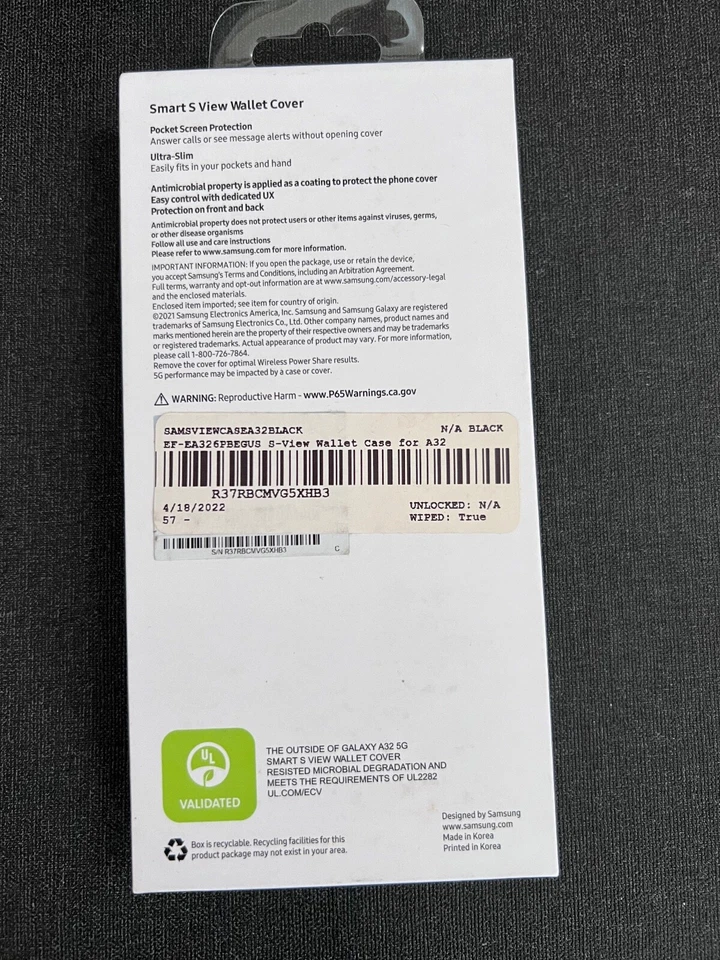 Smart S View Wallet Cover
Pocket Screen Protection
Answer calls or see message alerts without opening cover
Ultra-Slim
Easily fits in your pockets and hand
Antimicrobial property is applied as a coating to protect the phone cover
Easy control with dedicated UX
Protection on front and back
Antimicrobial property does not protect users or other items against viruses, germs,
or other disease organisms
Follow all use and care instructions
Please refer to www.samsung.com for more information.
IMPORTANT INFORMATION: If you open the package, use or retain the device,
you accept Samsung's Terms and Conditions, including an Arbitration Agreement.
Full terms, warranty and opt-out information are at www.samsung.com/accessory-legal
and the enclosed materials.
Enclosed item imported; see item for country of origin.
©2021 Samsung Electronics America, Inc. Samsung and Samsung Galaxy are registered
trademarks of Samsung Electronics Co., Ltd. Other company names, product names and
marks mentioned herein are the property of their respective owners and may be trademarks
or registered trademarks. Actual appearance of product may vary. For more information,
please call 1-800-726-7864.
Remove the cover for optimal Wireless Power Share results.
5G performance may be impacted by a case or cover.
WARNING: Reproductive Harm - www.P65Warnings.ca.gov
SAMSVIEWCASEA32BLACK N/A BLACK
EF-EA326PBEGUS S-View Wallet Case for A32
R37RBCMVG5XHB3
4/18/2022 UNLOCKED: N/A
57 - WIPED: True
S/N R37RBCMVG5XHB3 C
UL
VALIDATED
THE OUTSIDE OF GALAXY A32 5G
SMART S VIEW WALLET COVER
RESISTED MICROBIAL DEGRADATION AND
MEETS THE REQUIREMENTS OF UL2282
UL.COM/ECV
Box is recyclable. Recycling facilities for this
product package may not exist in your area.
Designed by Samsung
www.samsung.com
Made in Korea
Printed in Korea